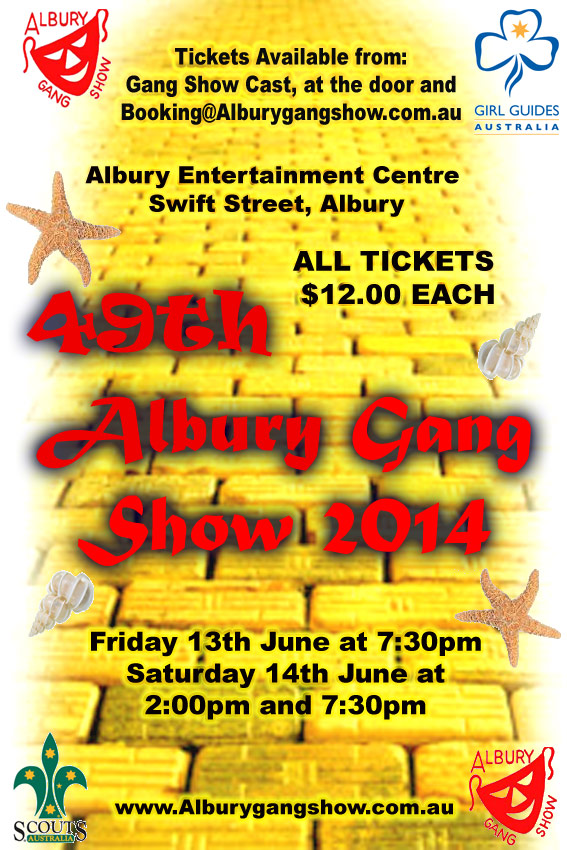 ALBURY
GANG
SHOW
Tickets Available from:
Gang Show Cast, at the door and
Booking@Alburygangshow.com.au
GIRL GUIDES
AUSTRALIA
Albury Entertainment Centre
Swift Street, Albury
ALL TICKETS
$12.00 EACH
49th
Albury Gang
Show 2014
Friday 13th June at 7:30pm
Saturday 14th June at
2:00pm and 7:30pm
SCOUTS
AUSTRALIA
www.Alburygangshow.com.au
ALBURY
GANG
SHOW